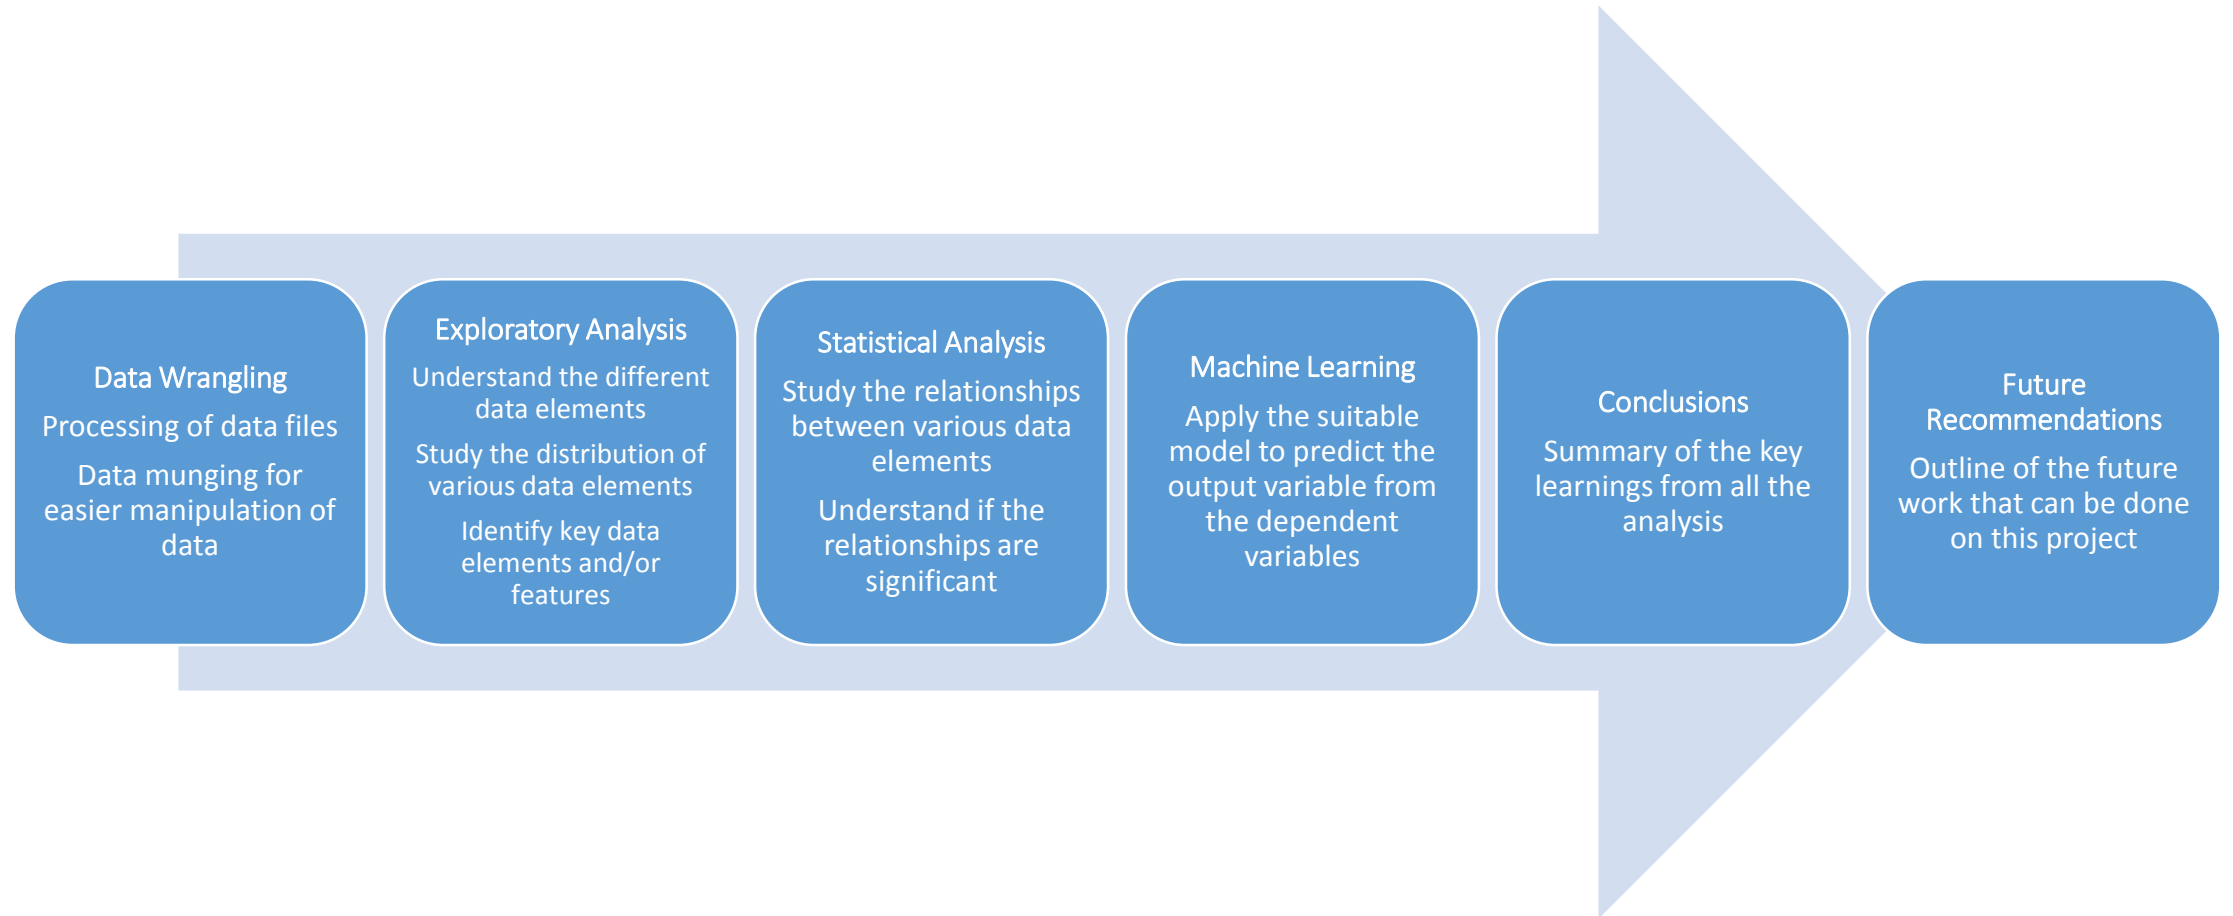 Data Wrangling
Processing of data files
Data munging for
easier manipulation of
data
Exploratory Analysis
Understand the different
data elements
Study the distribution of
various data elements
Identify key data
elements and/or
features
Statistical Analysis
Study the relationships
between various data
elements
Understand if the
relationships are
significant
Machine Learning
Apply the suitable
model to predict the
output variable from
the dependent
variables
Conclusions
Summary of the key
learnings from all the
analysis
Future
Recommendations
Outline of the future
work that can be done
on this project